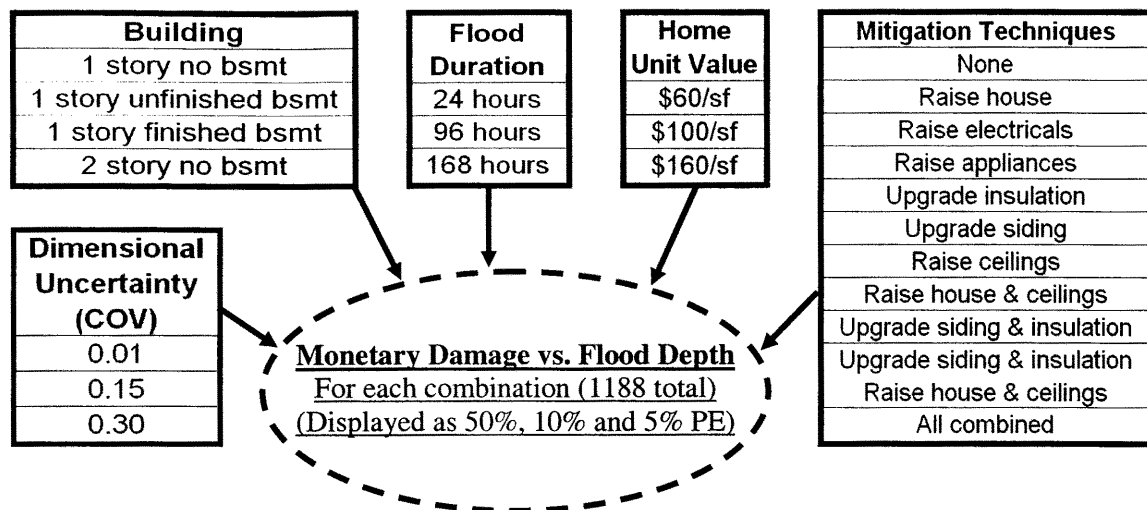 Building
1 story no bsmt
1 story unfinished bsmt
1 story finished bsmt
2 story no bsmt
Flood
Duration
24 hours
96 hours
168 hours
Home
Unit Value
$60/sf
$100/sf
$160/sf
Mitigation Techniques
None
Raise house
Raise electricals
Raise appliances
Upgrade insulation
Upgrade siding
Raise ceilings
Raise house & ceilings
Upgrade siding & insulation
Upgrade siding & insulation
Raise house & ceilings
All combined
Dimensional
Uncertainty
(COV)
0.01
0.15
0.30
Monetary Damage vs. Flood Depth
For each combination (1188 total)
(Displayed as 50%, 10% and 5% PE)